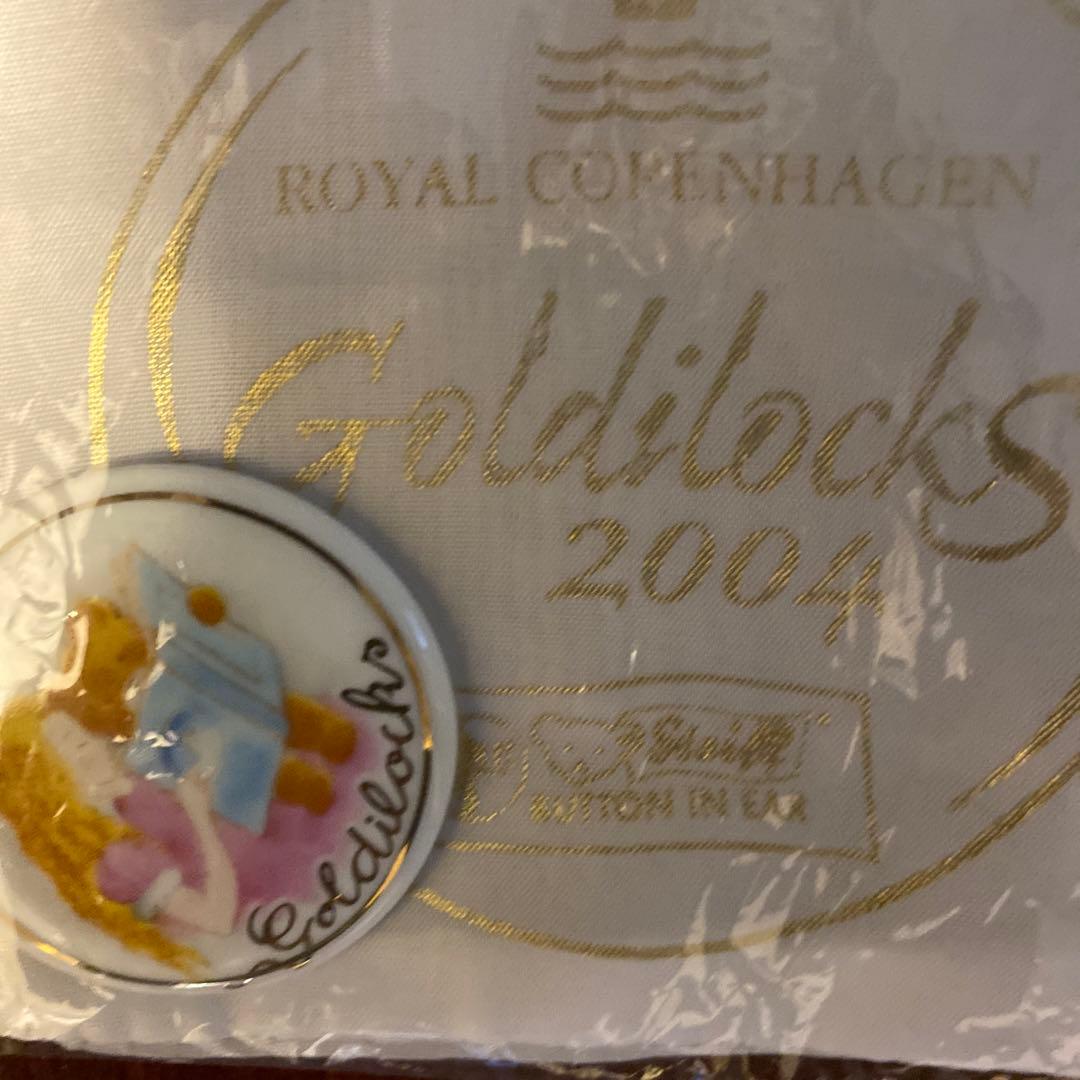 ROYAL COPENHAGEN
Goldilocks
2004
Steiff
BUTTON IN EAR
Goldilocks